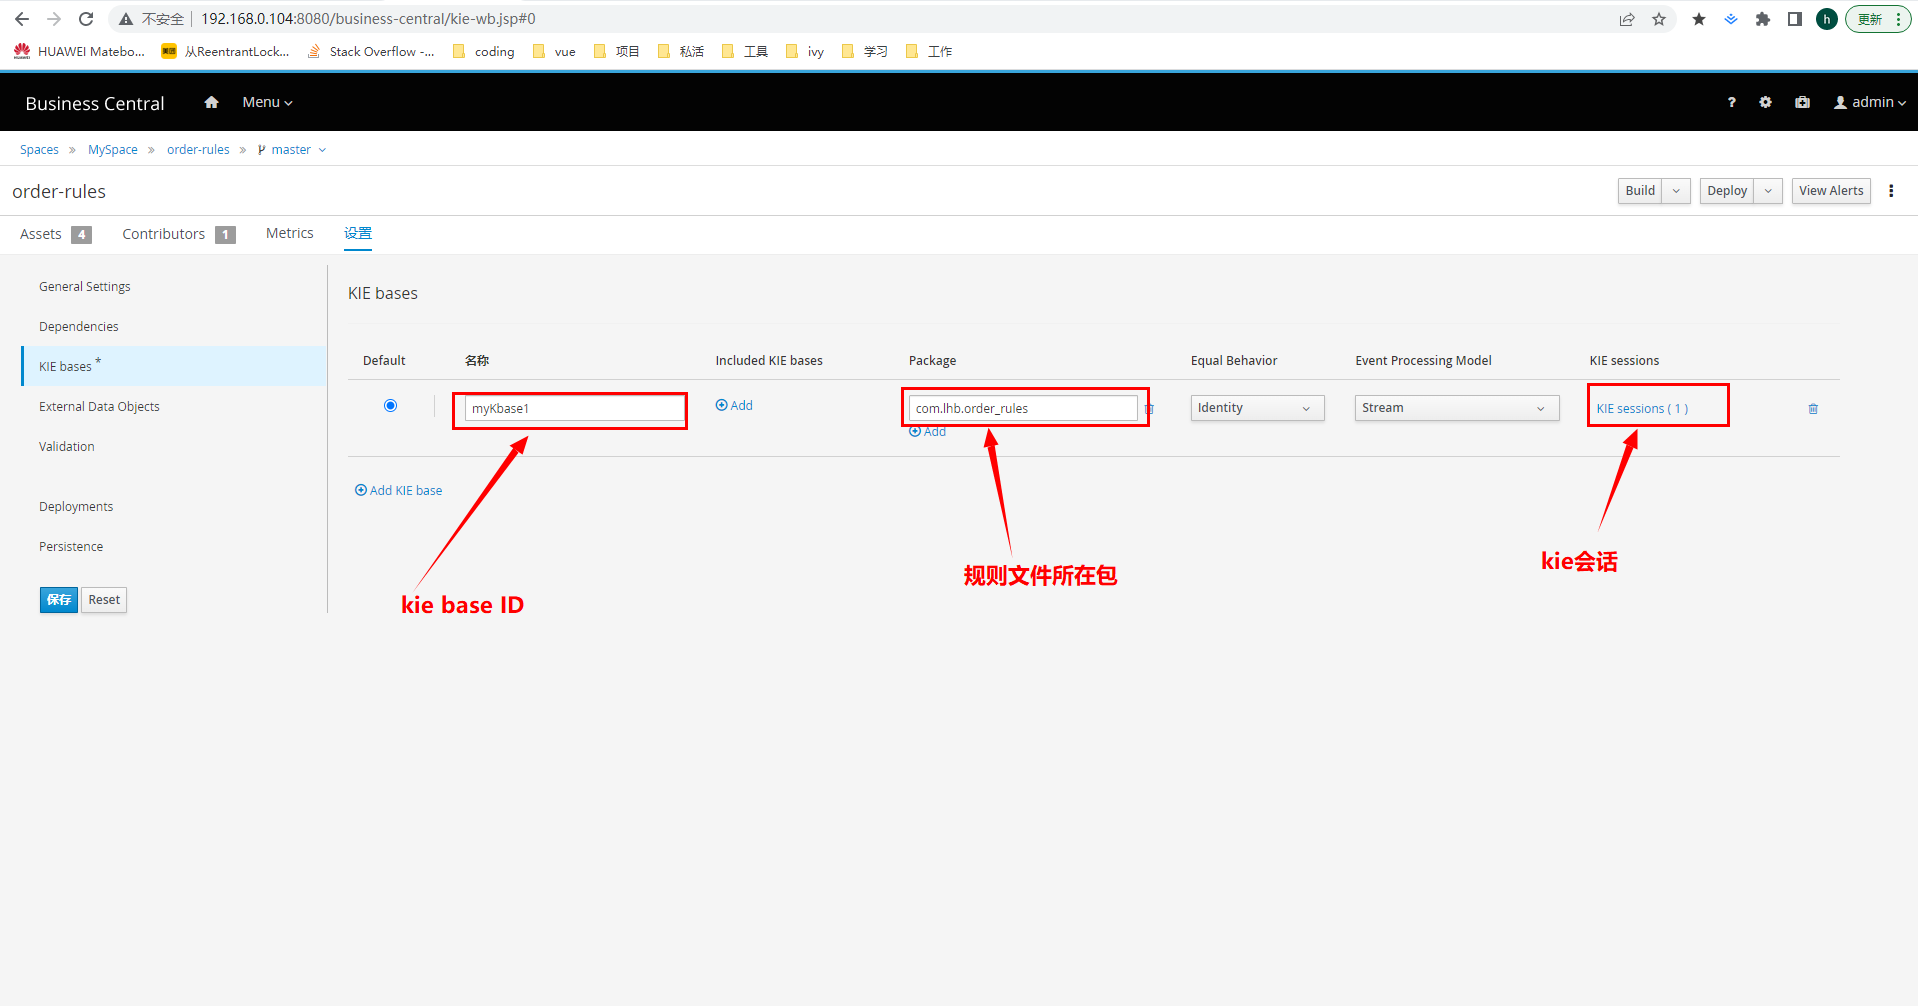 不安全 192.168.0.104:8080/business-central/kie-wb.jsp#0 h 更新
HUAWEI Matebo... 从ReentrantLock... Stack Overflow -... coding vue 项目 私活 工具 ivy 学习 工作
Business Central Menu ? admin
Spaces » MySpace » order-rules » master
order-rules Build Deploy View Alerts
Assets 4 Contributors 1 Metrics 设置
General Settings
Dependencies
KIE bases *
External Data Objects
Validation
Deployments
Persistence
保存 Reset
KIE bases
Default 名称 Included KIE bases Package Equal Behavior Event Processing Model KIE sessions
myKbase1 Add com.lhb.order_rules Identity Stream KIE sessions ( 1 )
Add
Add KIE base
kie base ID
规则文件所在包
kie会话